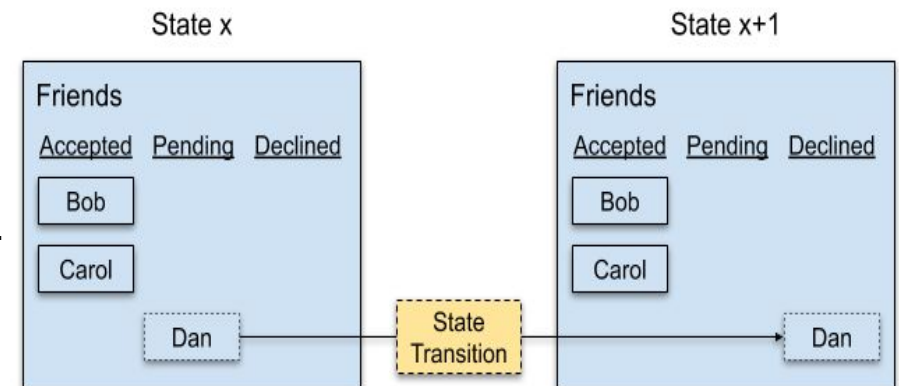 State x
State x+1
Friends
Friends
Accepted Pending Declined
Accepted Pending Declined
Bob
Bob
Carol
Carol
Dan
State
Transition
Dan